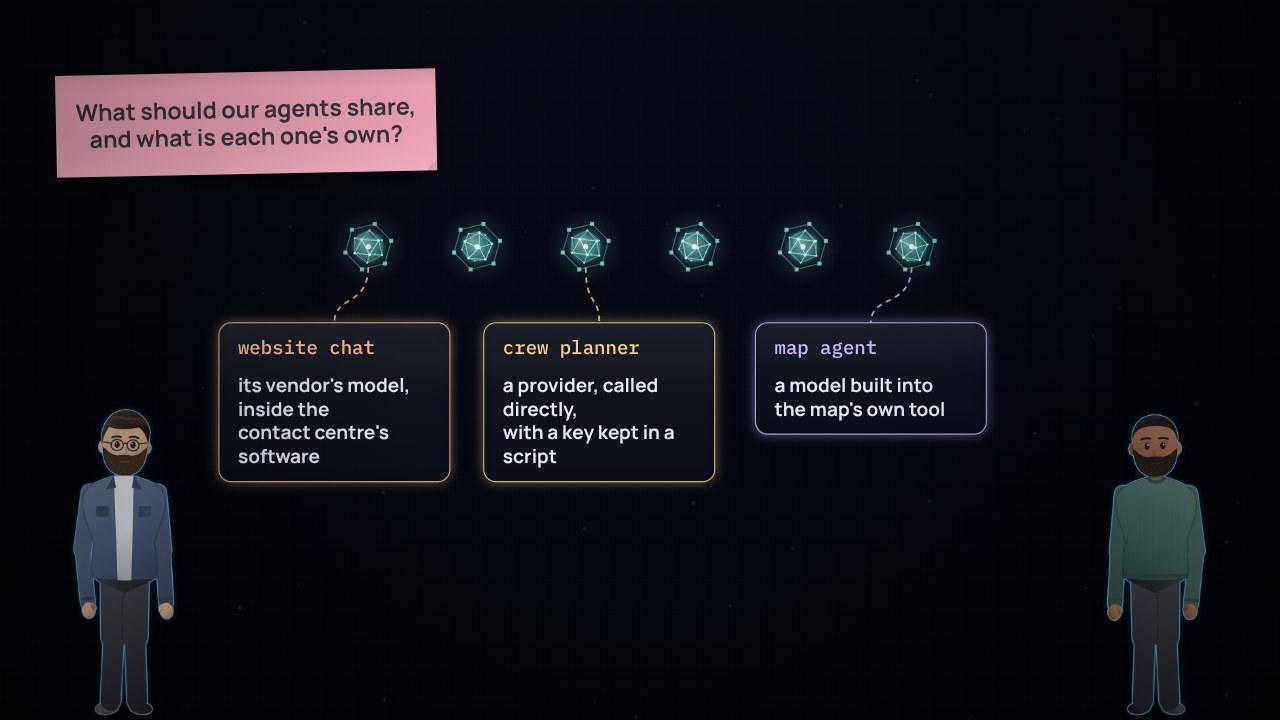 What should our agents share,
and what is each one's own?
website chat
its vendor's model,
inside the
contact centre's
software
crew planner
a provider, called
directly,
with a key kept in a
script
map agent
a model built into
the map's own tool